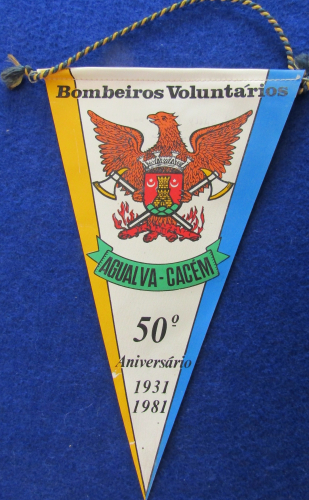 Bombeiros Voluntários
AGUALVA - CACÉM
50º
Aniversário
1931
1981